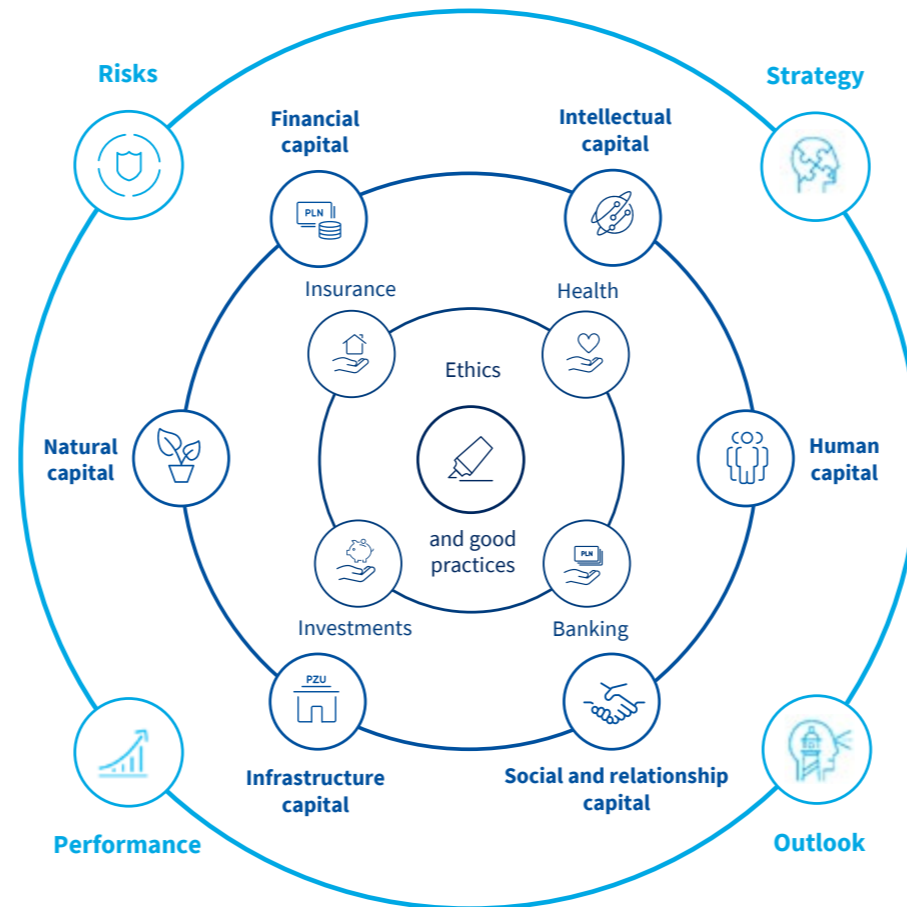 Risks
Strategy
Financial
capital
Intellectual
capital
PLN
Insurance
Health
Ethics
Natural
capital
Human
capital
and good
practices
PLN
Investments
Banking
PZU
Infrastructure
capital
Social and relationship
capital
Performance
Outlook